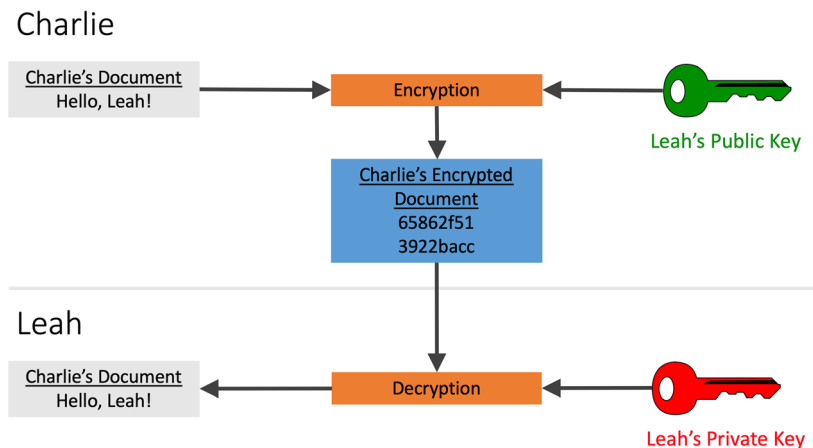 Charlie
Charlie's Document
Hello, Leah!
Encryption
Leah's Public Key
Charlie's Encrypted
Document
65862f51
3922bacc
Leah
Charlie's Document
Hello, Leah!
Decryption
Leah's Private Key